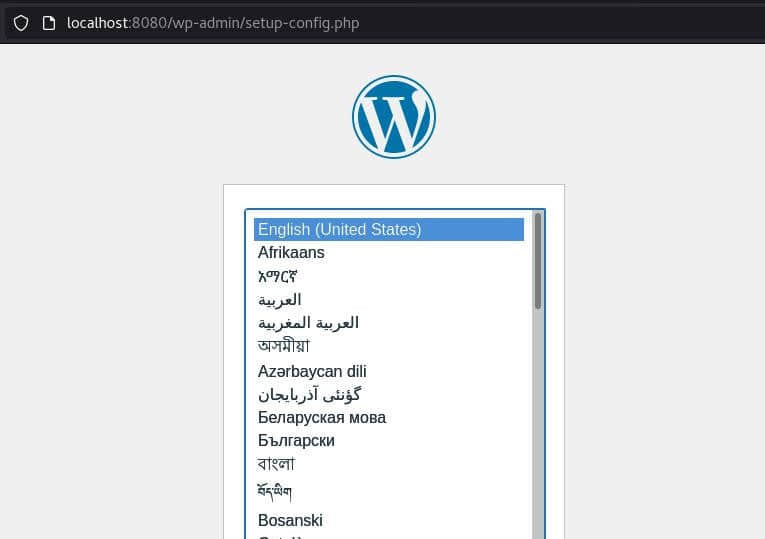 localhost:8080/wp-admin/setup-config.php
English (United States)
Afrikaans
አማርኛ
العربية
العربية المغربية
অসমীয়া
Azərbaycan dili
گؤنئی آذربایجان
Беларуская мова
Български
বাংলা
བོད་ཡིག
Bosanski